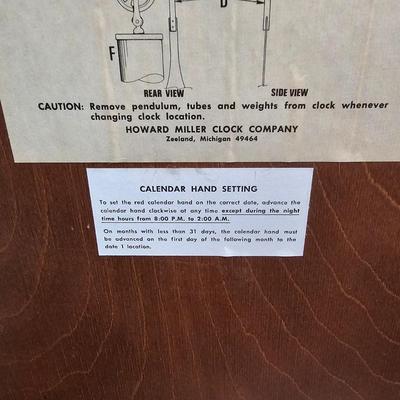 D
F
REAR VIEW SIDE VIEW
CAUTION: Remove pendulum, tubes and weights from clock whenever
changing clock location.
HOWARD MILLER CLOCK COMPANY
Zeeland, Michigan 49464
CALENDAR HAND SETTING
To set the red calendar hand on the correct date, advance the
calendar hand clockwise at any time except during the night
time hours from 8:00 P.M. to 2:00 A.M.
On months with less than 31 days, the calendar hand must
be advanced on the first day of the following month to the
date 1 location.